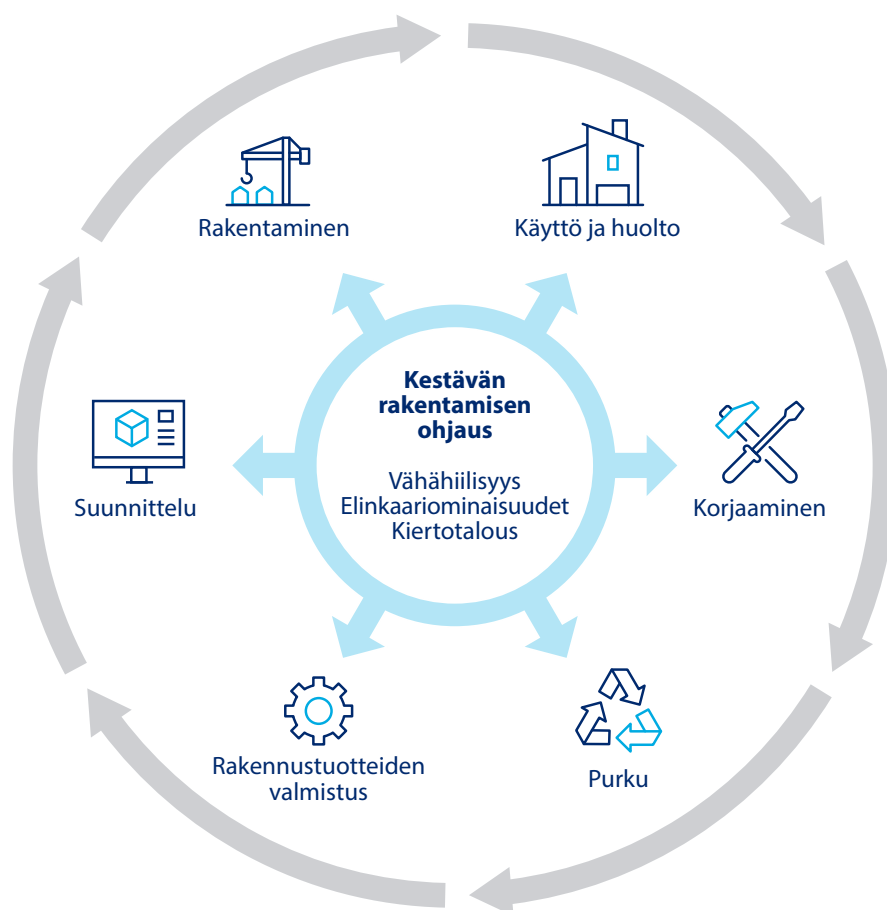 Rakentaminen
Käyttö ja huolto
Kestävän
rakentamisen
ohjaus
Vähähiilisyys
Elinkaariominaisuudet
Kiertotalous
Suunnittelu
Korjaaminen
Rakennustuotteiden
valmistus
Purku